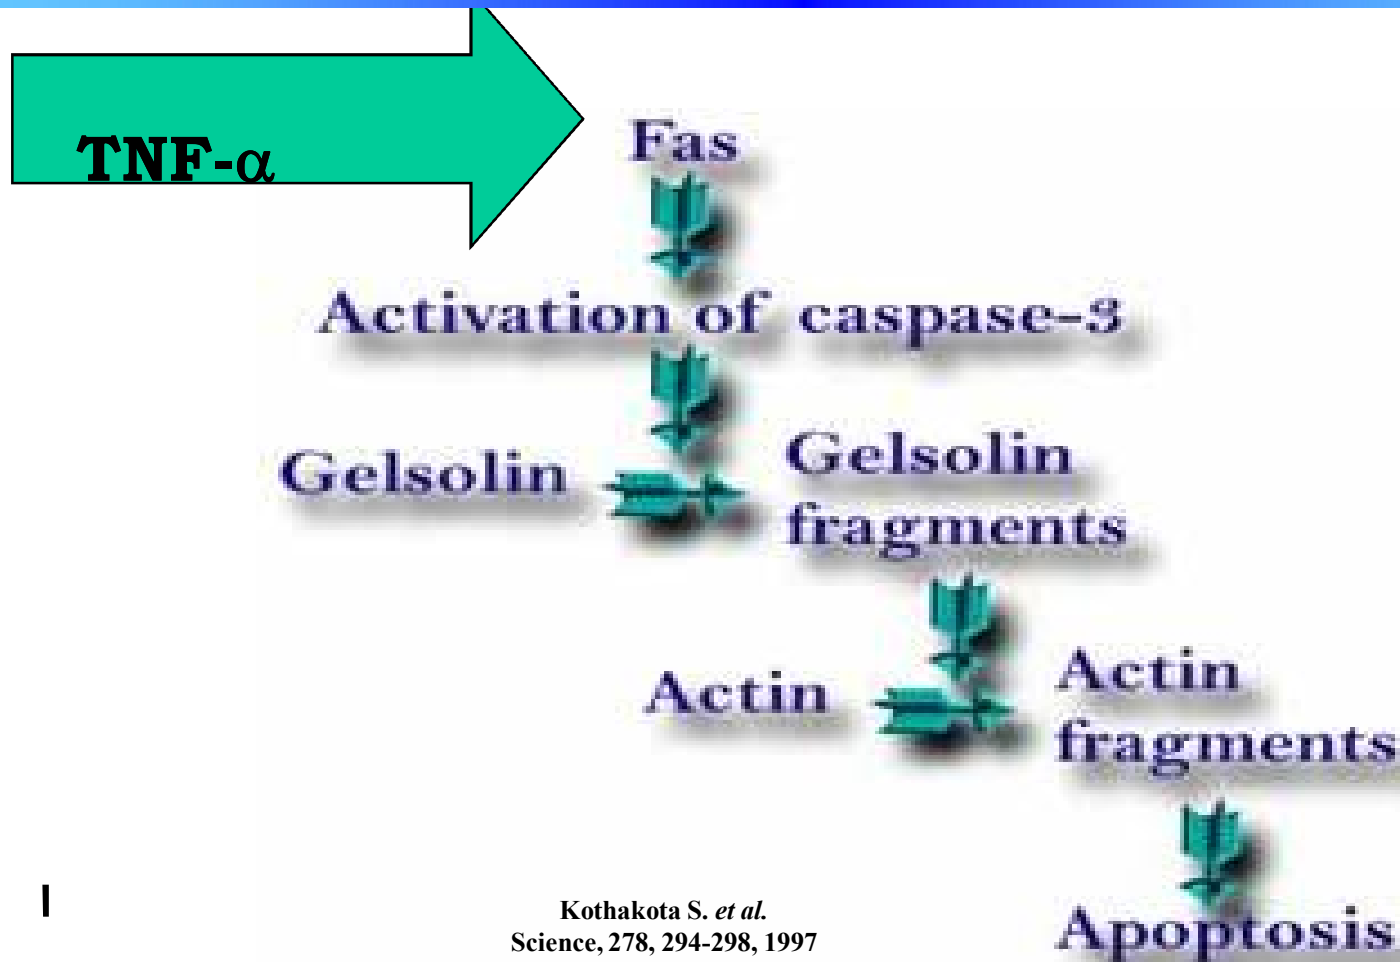 TNF-α
Fas
Activation of caspase-3
Gelsolin
Gelsolin
fragments
Actin
Actin
fragments
Apoptosis
Kothakota S. et al.
Science, 278, 294-298, 1997